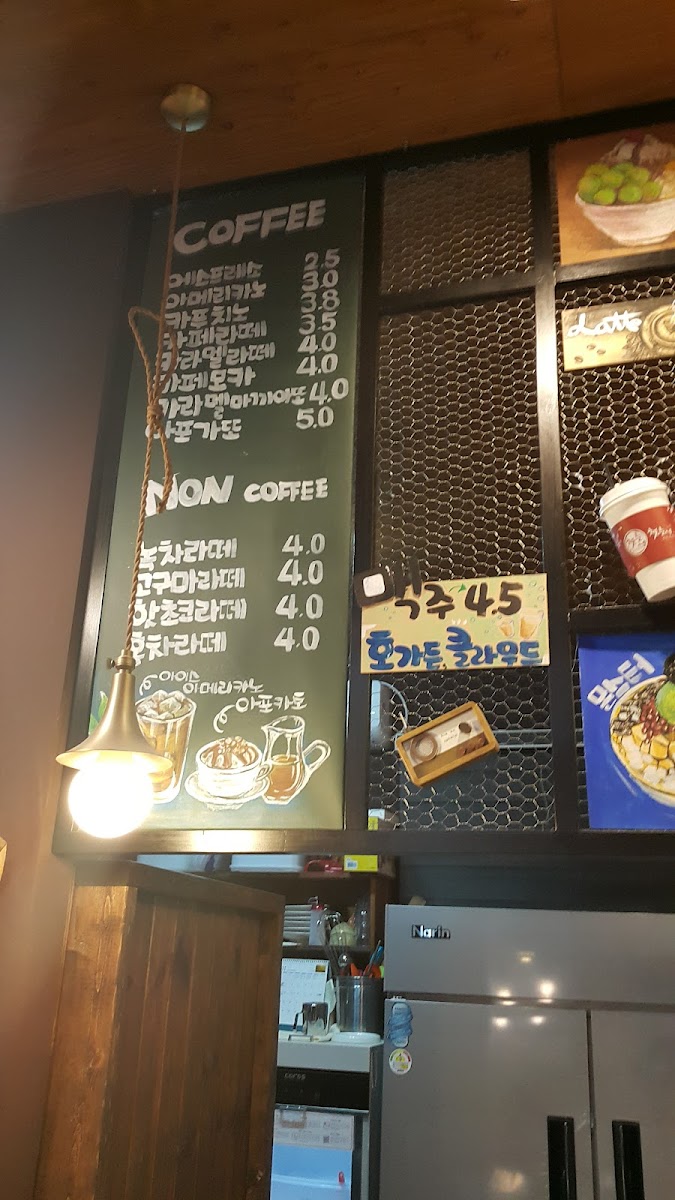 COFFEE
에스프레소 2.5
아메리카노 3.0
카푸치노 3.8
카페라떼 3.5
카라멜라떼 4.0
카페모카 4.0
카라멜마끼아또 4.0
아포가또 5.0
NON COFFEE
녹차라떼 4.0
고구마라떼 4.0
핫초코라떼 4.0
홍차라떼 4.0
아이스
아메리카노
아포카토
맥주 4.5
호가든, 클라우드
Latte
Narin